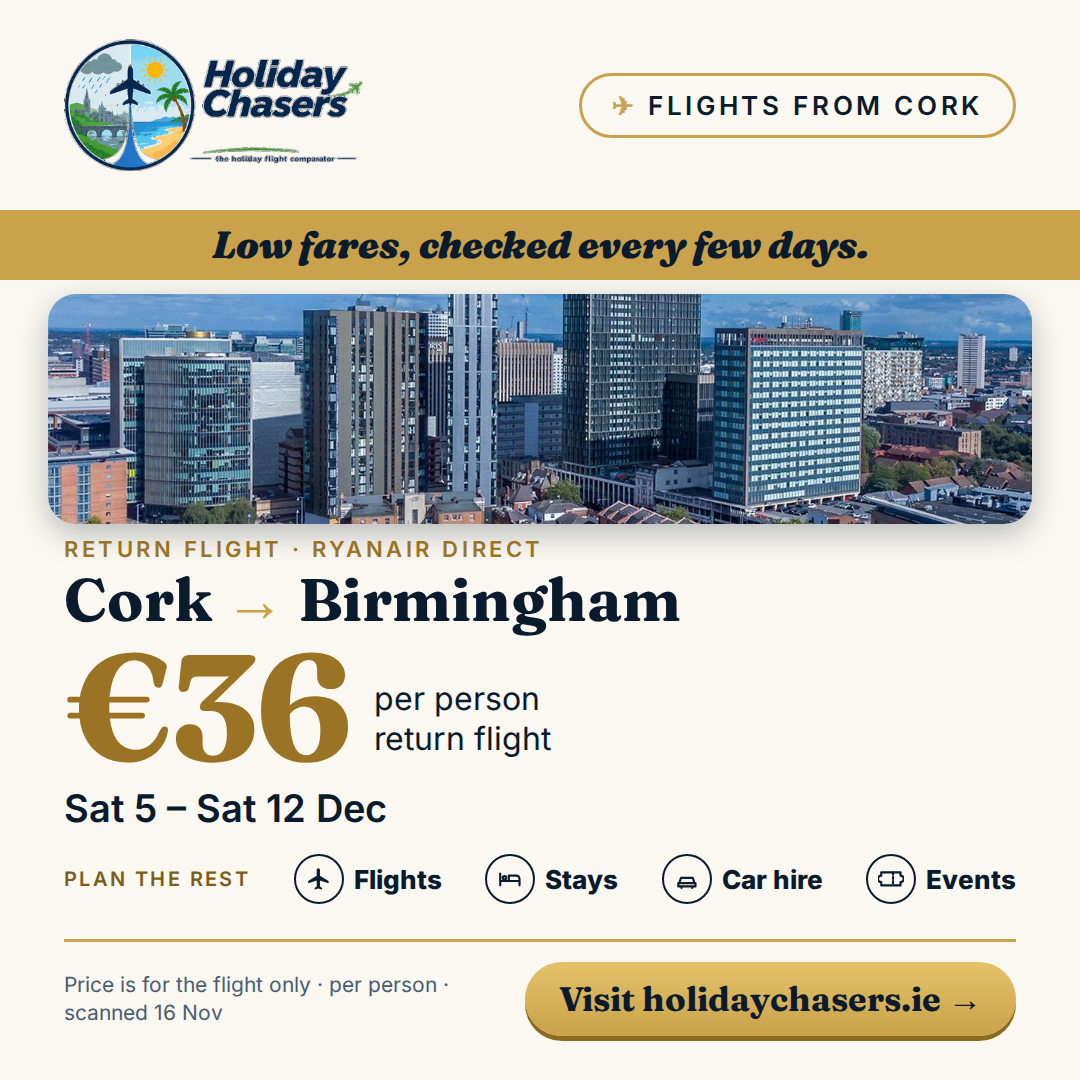 Holiday
Chasers
the holiday flight comparator
✈ FLIGHTS FROM CORK
Low fares, checked every few days.
RETURN FLIGHT · RYANAIR DIRECT
Cork → Birmingham
€36
per person
return flight
Sat 5 – Sat 12 Dec
PLAN THE REST Flights Stays Car hire Events
Price is for the flight only · per person ·
scanned 16 Nov
Visit holidaychasers.ie →